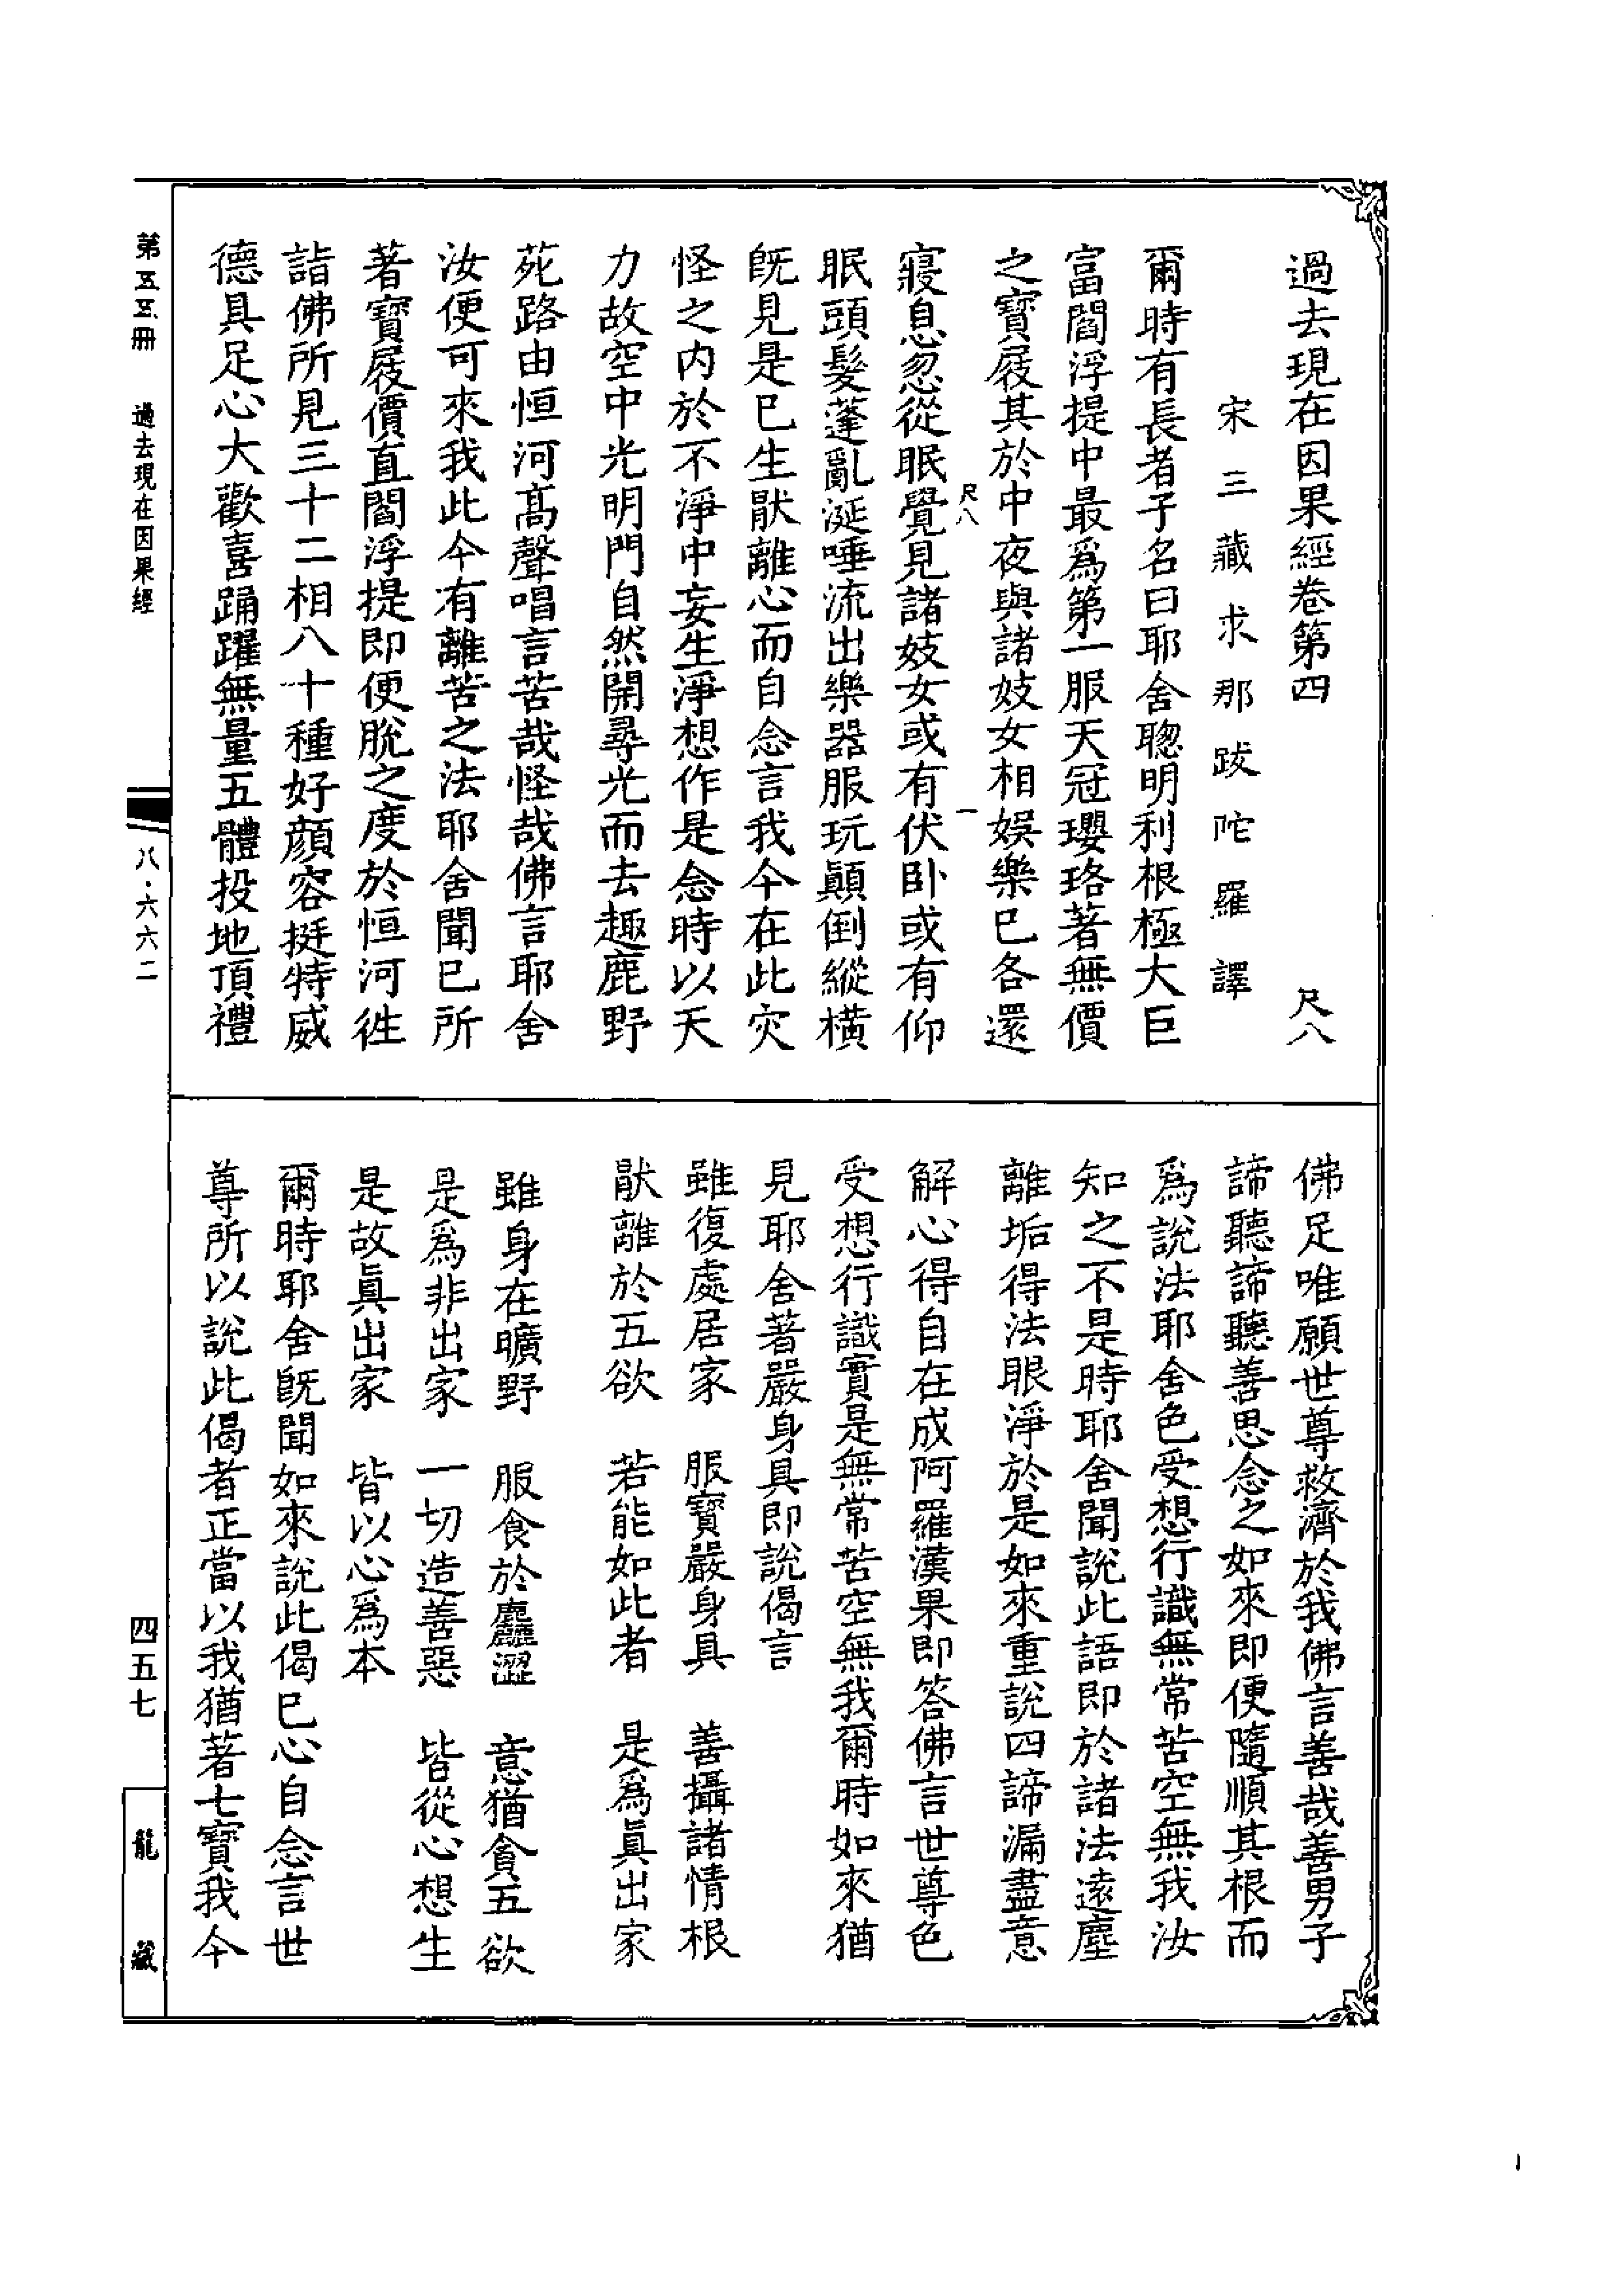 過去現在因果經卷第四 尺八
宋三藏求那跋陀羅譯
爾時有長者子名曰耶舍聰明利根極大巨
富閻浮提中最爲第一服天冠瓔珞著無價
之寶屐其於中夜與諸妓女相娛樂已各還
尺八 一
寢息忽從眠覺見諸妓女或有伏卧或有仰
眠頭髮蓬亂涎唾流出樂器服玩顛倒縱橫
旣見是已生猒離心而自念言我今在此灾
怪之内於不淨中妄生淨想作是念時以天
力故空中光明門自然開尋光而去趣鹿野
苑路由恒河高聲唱言苦哉怪哉佛言耶舍
汝便可來我此今有離苦之法耶舍聞已所
著寶屐價直閻浮提即便脫之度於恒河徃
詣佛所見三十二相八十種好顔容挺特威
德具足心大歡喜踊躍無量五體投地頂禮
佛足唯願世尊救濟於我佛言善哉善男子
諦聽諦聽善思念之如來即便隨順其根而
爲說法耶舍色受想行識無常苦空無我汝
知之不是時耶舍聞說此語即於諸法遠塵
離垢得法眼淨於是如來重說四諦漏盡意
解心得自在成阿羅漢果即答佛言世尊色
受想行識實是無常苦空無我爾時如來猶
見耶舍著嚴身具即說偈言
雖復處居家 服寶嚴身具 善攝諸情根
猒離於五欲 若能如此者 是爲眞出家
雖身在曠野 服食於麤澀 意猶貪五欲
是爲非出家 一切造善惡 皆從心想生
是故眞出家 皆以心爲本
爾時耶舍旣聞如來說此偈已心自念言世
尊所以說此偈者正當以我猶著七寶我今
第五五冊 過去現在因果經
八·六六二
四五七
龍藏